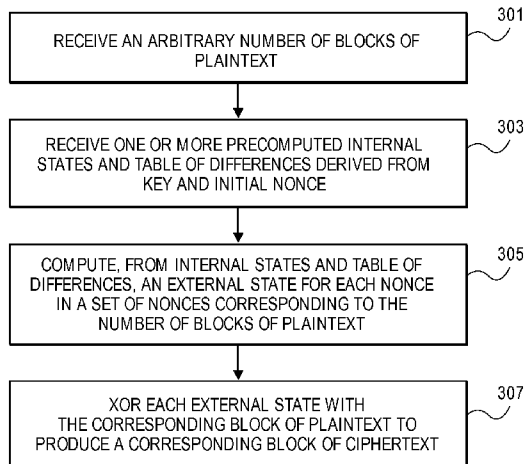 301
RECEIVE AN ARBITRARY NUMBER OF BLOCKS OF
PLAINTEXT
303
RECEIVE ONE OR MORE PRECOMPUTED INTERNAL
STATES AND TABLE OF DIFFERENCES DERIVED FROM
KEY AND INITIAL NONCE
305
COMPUTE, FROM INTERNAL STATES AND TABLE OF
DIFFERENCES, AN EXTERNAL STATE FOR EACH NONCE
IN A SET OF NONCES CORRESPONDING TO THE
NUMBER OF BLOCKS OF PLAINTEXT
307
XOR EACH EXTERNAL STATE WITH
THE CORRESPONDING BLOCK OF PLAINTEXT TO
PRODUCE A CORRESPONDING BLOCK OF CIPHERTEXT